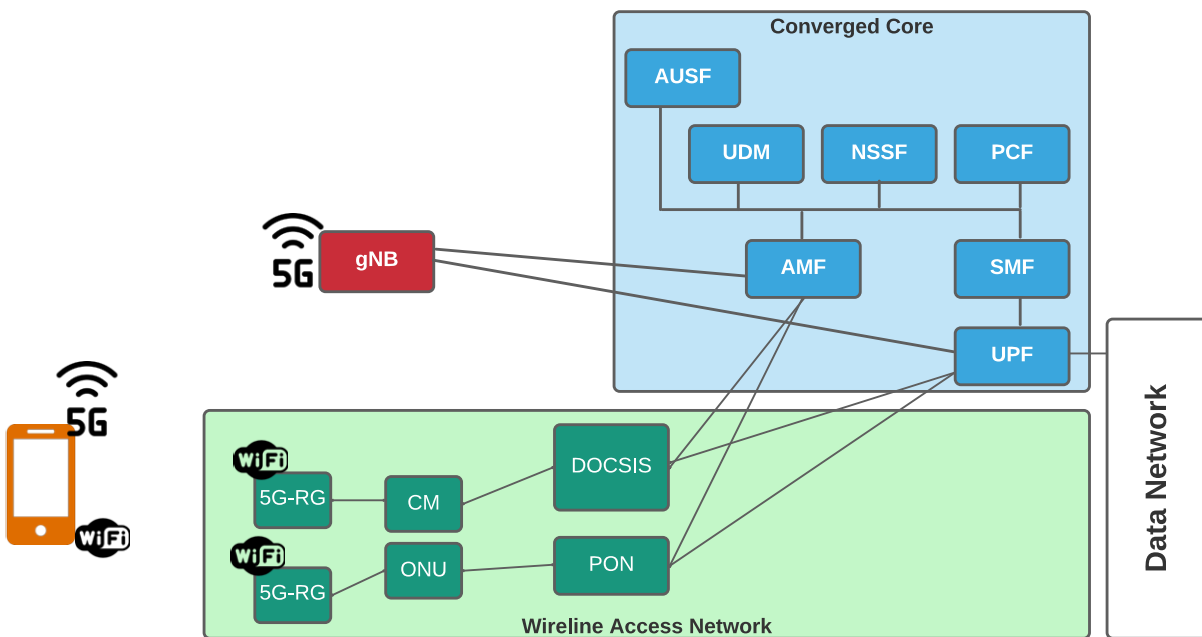 Converged Core
AUSF
UDM
NSSF
PCF
5G
gNB
AMF
SMF
UPF
5G
WiFi
Data Network
WiFi
5G-RG
CM
DOCSIS
WiFi
5G-RG
ONU
PON
Wireline Access Network